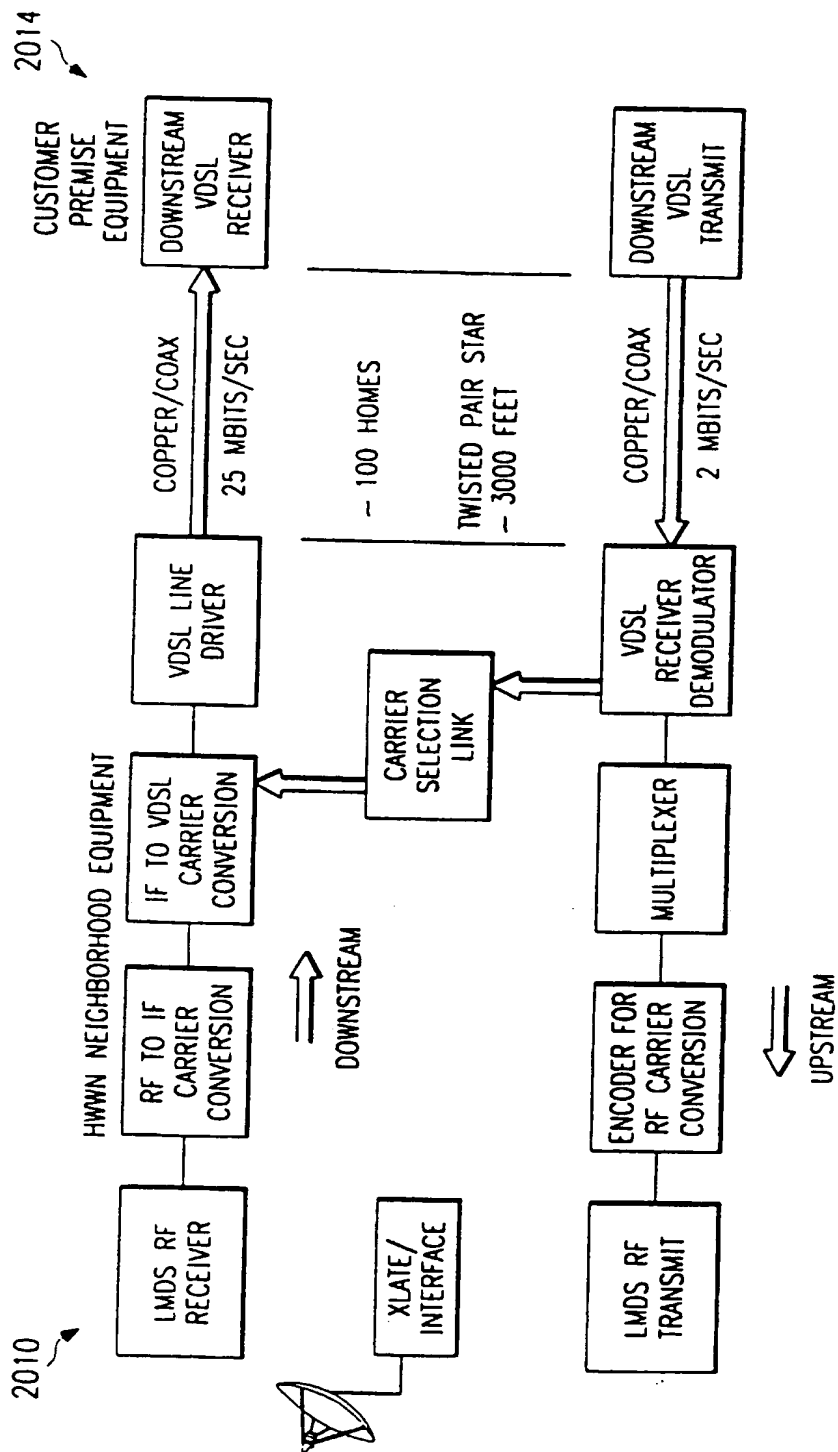 2010
2014
HWWN NEIGHBORHOOD EQUIPMENT
CUSTOMER
PREMISE
EQUIPMENT
LMDS RF
RECEIVER
RF TO IF
CARRIER
CONVERSION
IF TO VDSL
CARRIER
CONVERSION
VDSL LINE
DRIVER
COPPER/COAX
25 MBITS/SEC
DOWNSTREAM
VDSL
RECEIVER
DOWNSTREAM
XLATE/
INTERFACE
CARRIER
SELECTION
LINK
~ 100 HOMES
TWISTED PAIR STAR
~ 3000 FEET
LMDS RF
TRANSMIT
ENCODER FOR
RF CARRIER
CONVERSION
MULTIPLEXER
VDSL
RECEIVER
DEMODULATOR
COPPER/COAX
2 MBITS/SEC
DOWNSTREAM
VDSL
TRANSMIT
UPSTREAM